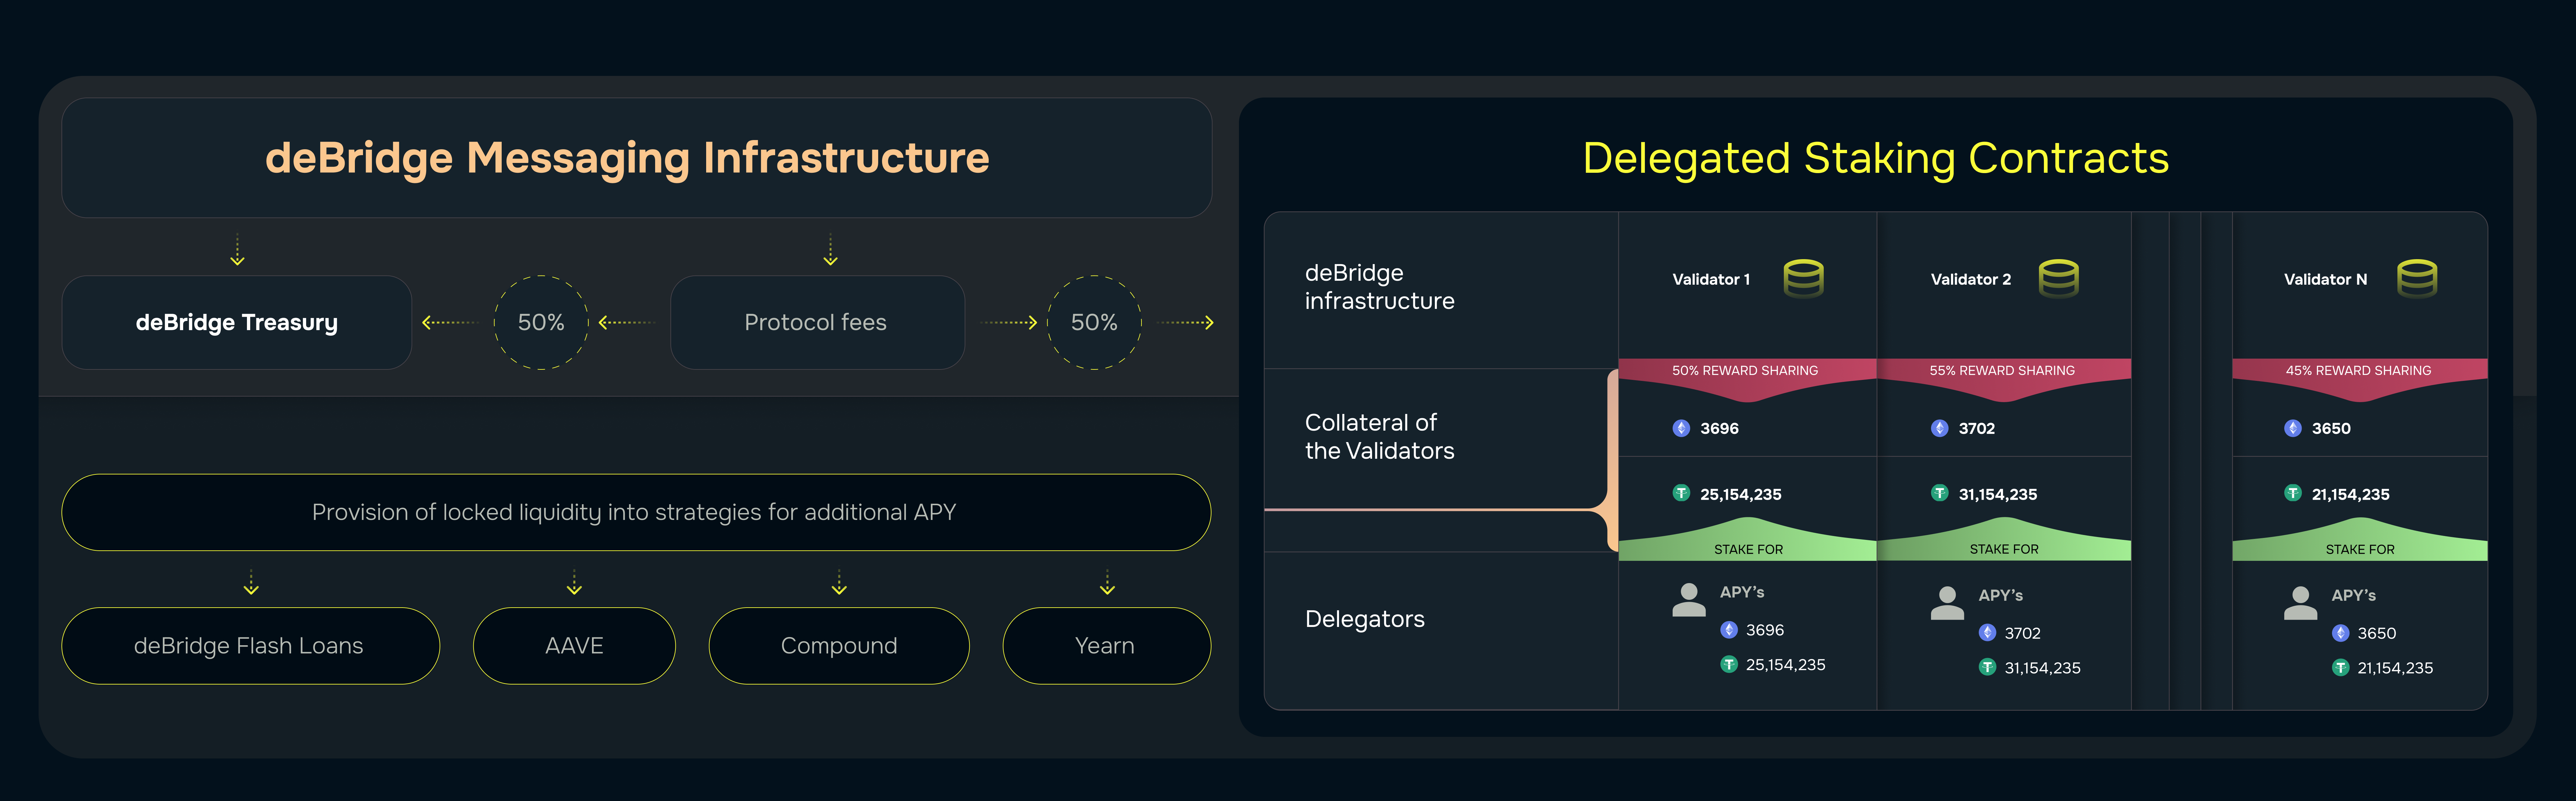 deBridge Messaging Infrastructure
deBridge Treasury
50%
Protocol fees
50%
Provision of locked liquidity into strategies for additional APY
deBridge Flash Loans
AAVE
Compound
Yearn
Delegated Staking Contracts
deBridge
infrastructure
Validator 1
Validator 2
Validator N
50% REWARD SHARING
55% REWARD SHARING
45% REWARD SHARING
Collateral of
the Validators
3696
3702
3650
25,154,235
31,154,235
21,154,235
STAKE FOR
STAKE FOR
STAKE FOR
Delegators
APY's
3696
25,154,235
APY's
3702
31,154,235
APY's
3650
21,154,235